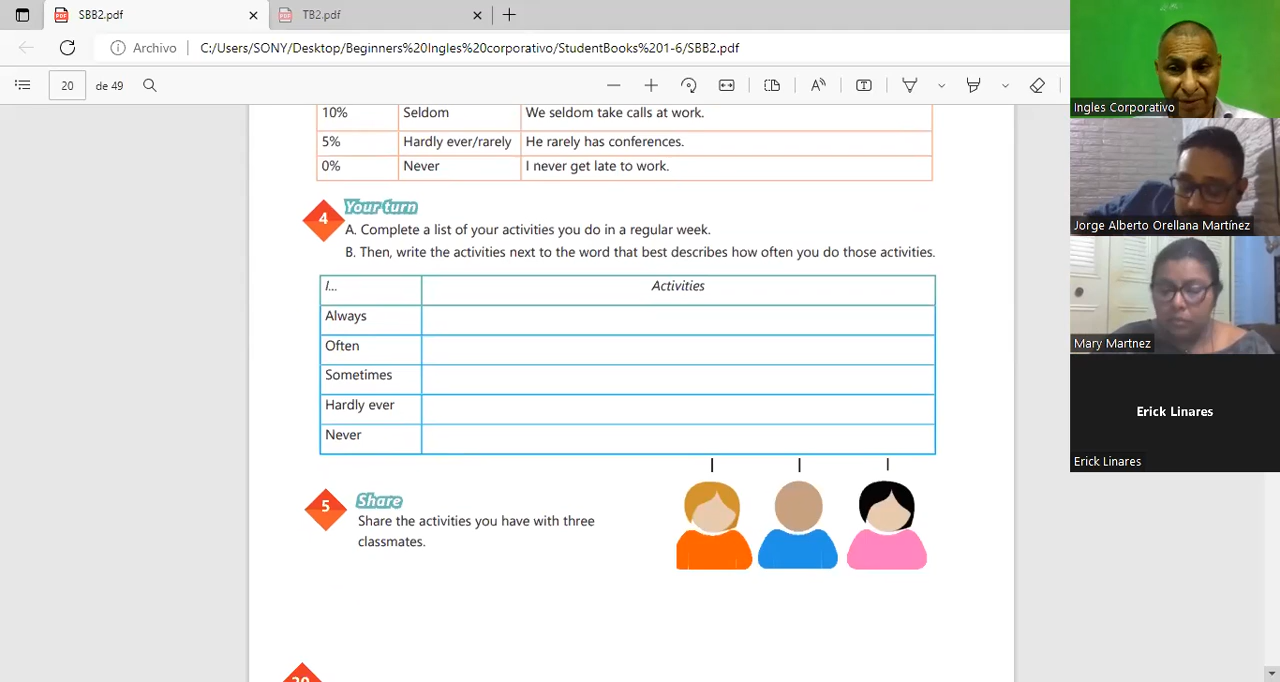 SBB2.pdf
TB2.pdf
Archivo
C:/Users/SONY/Desktop/Beginners%20Ingles%20corporativo/StudentBooks%201-6/SBB2.pdf
20 de 49
10% Seldom We seldom take calls at work.
5% Hardly ever/rarely He rarely has conferences.
0% Never I never get late to work.
4 Your turn
A. Complete a list of your activities you do in a regular week.
B. Then, write the activities next to the word that best describes how often you do those activities.
I... Activities
Always
Often
Sometimes
Hardly ever
Never
5 Share
Share the activities you have with three
classmates.
Ingles Corporativo
Jorge Alberto Orellana Martínez
Mary Martnez
Erick Linares
Erick Linares